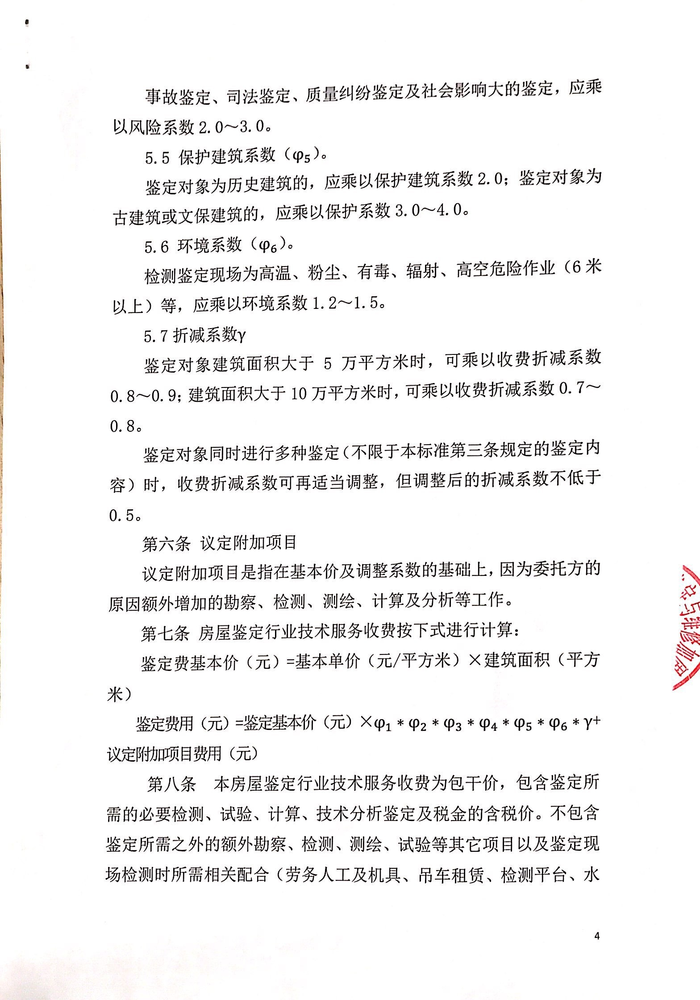 事故鉴定、司法鉴定、质量纠纷鉴定及社会影响大的鉴定，应乘
以风险系数2.0～3.0。
5.5 保护建筑系数（φ₅）。
鉴定对象为历史建筑的，应乘以保护建筑系数2.0；鉴定对象为
古建筑或文保建筑的，应乘以保护系数3.0～4.0。
5.6 环境系数（φ₆）。
检测鉴定现场为高温、粉尘、有毒、辐射、高空危险作业（6米
以上）等，应乘以环境系数1.2～1.5。
5.7折减系数γ
鉴定对象建筑面积大于 5 万平方米时，可乘以收费折减系数
0.8～0.9；建筑面积大于10万平方米时，可乘以收费折减系数0.7～
0.8。
鉴定对象同时进行多种鉴定（不限于本标准第三条规定的鉴定内
容）时，收费折减系数可再适当调整，但调整后的折减系数不低于
0.5。
第六条 议定附加项目
议定附加项目是指在基本价及调整系数的基础上，因为委托方的
原因额外增加的勘察、检测、测绘、计算及分析等工作。
第七条 房屋鉴定行业技术服务收费按下式进行计算：
鉴定费基本价（元）=基本单价（元/平方米）×建筑面积（平方
米）
鉴定费用（元）=鉴定基本价（元）×φ₁＊φ₂＊φ₃＊φ₄＊φ₅＊φ₆＊γ+
议定附加项目费用（元）
第八条 本房屋鉴定行业技术服务收费为包干价，包含鉴定所
需的必要检测、试验、计算、技术分析鉴定及税金的含税价。不包含
鉴定所需之外的额外勘察、检测、测绘、试验等其它项目以及鉴定现
场检测时所需相关配合（劳务人工及机具、吊车租赁、检测平台、水
4
与维修加固